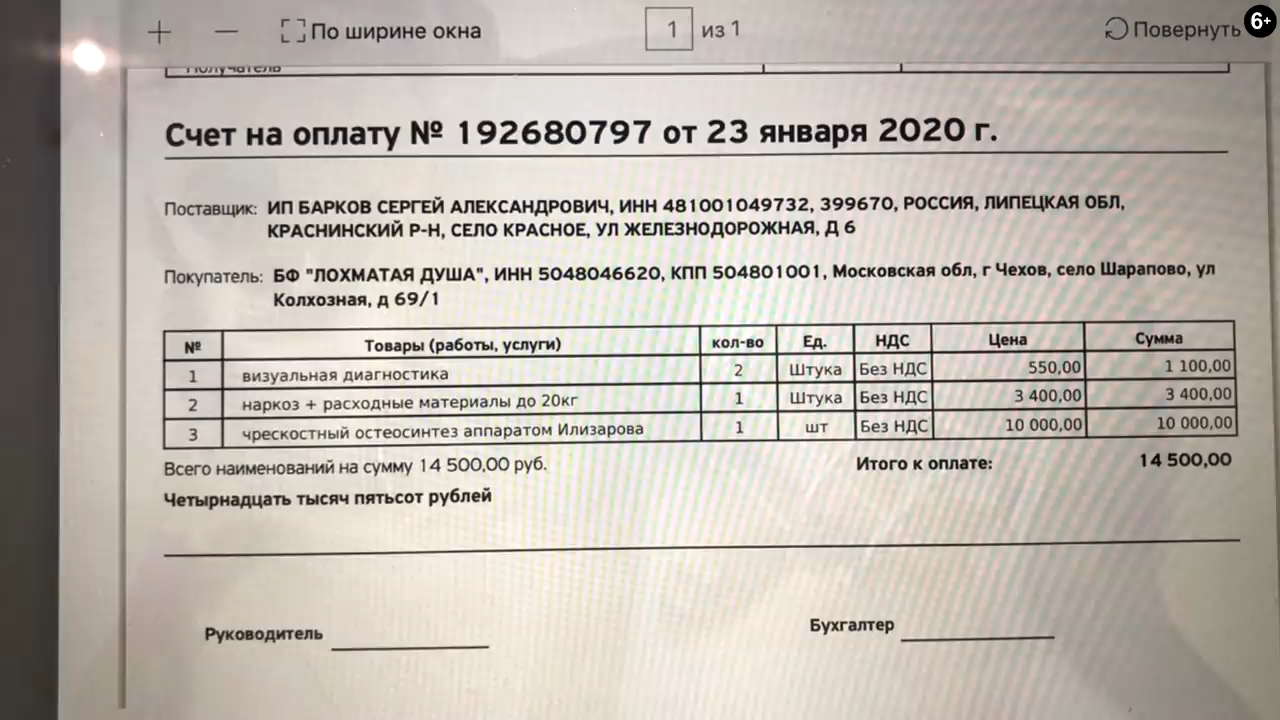 По ширине окна
1 из 1
Повернуть
6+
Получатель
Счет на оплату № 192680797 от 23 января 2020 г.
Поставщик: ИП БАРКОВ СЕРГЕЙ АЛЕКСАНДРОВИЧ, ИНН 481001049732, 399670, РОССИЯ, ЛИПЕЦКАЯ ОБЛ,
КРАСНИНСКИЙ Р-Н, СЕЛО КРАСНОЕ, УЛ ЖЕЛЕЗНОДОРОЖНАЯ, Д 6
Покупатель: БФ "ЛОХМАТАЯ ДУША", ИНН 5048046620, КПП 504801001, Московская обл, г Чехов, село Шарапово, ул
Колхозная, д 69/1
№ Товары (работы, услуги) кол-во Ед. НДС Цена Сумма
1 визуальная диагностика 2 Штука Без НДС 550,00 1 100,00
2 наркоз + расходные материалы до 20кг 1 Штука Без НДС 3 400,00 3 400,00
3 чрескостный остеосинтез аппаратом Илизарова 1 шт Без НДС 10 000,00 10 000,00
Всего наименований на сумму 14 500,00 руб. Итого к оплате: 14 500,00
Четырнадцать тысяч пятьсот рублей
Руководитель Бухгалтер